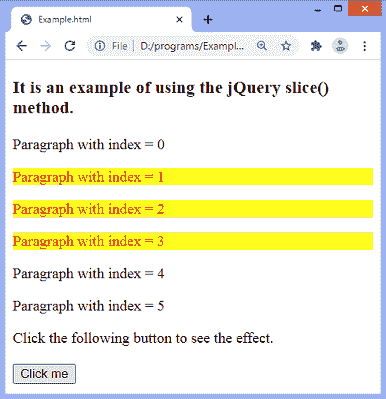 Example.html
File | D:/programs/Exampl...
It is an example of using the jQuery slice()
method.
Paragraph with index = 0
Paragraph with index = 1
Paragraph with index = 2
Paragraph with index = 3
Paragraph with index = 4
Paragraph with index = 5
Click the following button to see the effect.
Click me